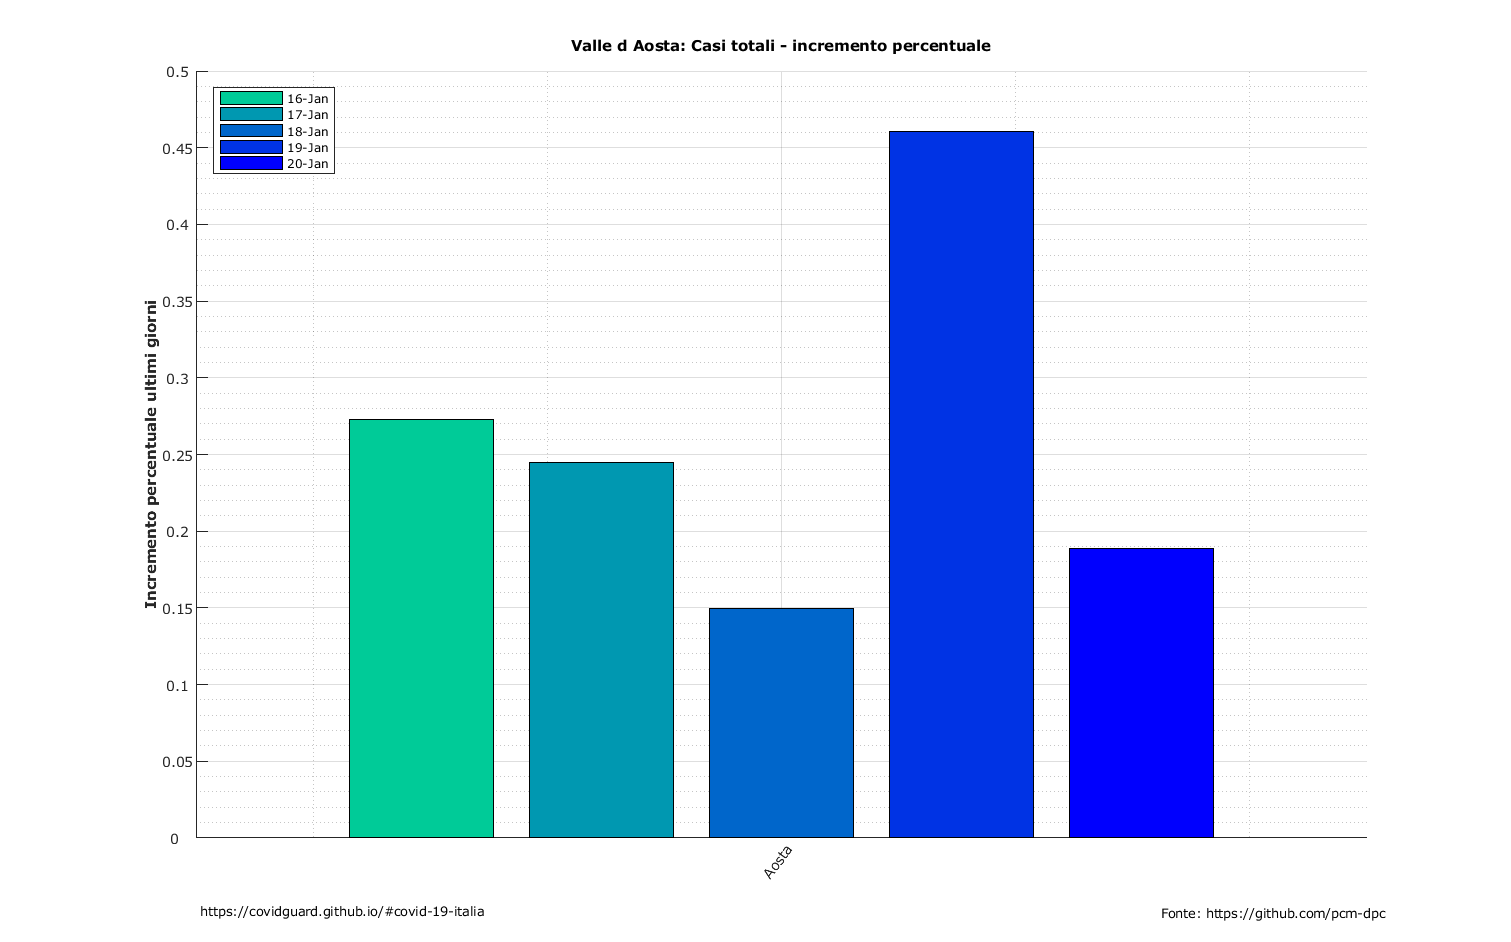 Valle d Aosta: Casi totali - incremento percentuale
0.5
0.45
0.4
0.35
0.3
0.25
0.2
0.15
0.1
0.05
0
Incremento percentuale ultimi giorni
16-Jan
17-Jan
18-Jan
19-Jan
20-Jan
Aosta
https://covidguard.github.io/#covid-19-italia
Fonte: https://github.com/pcm-dpc